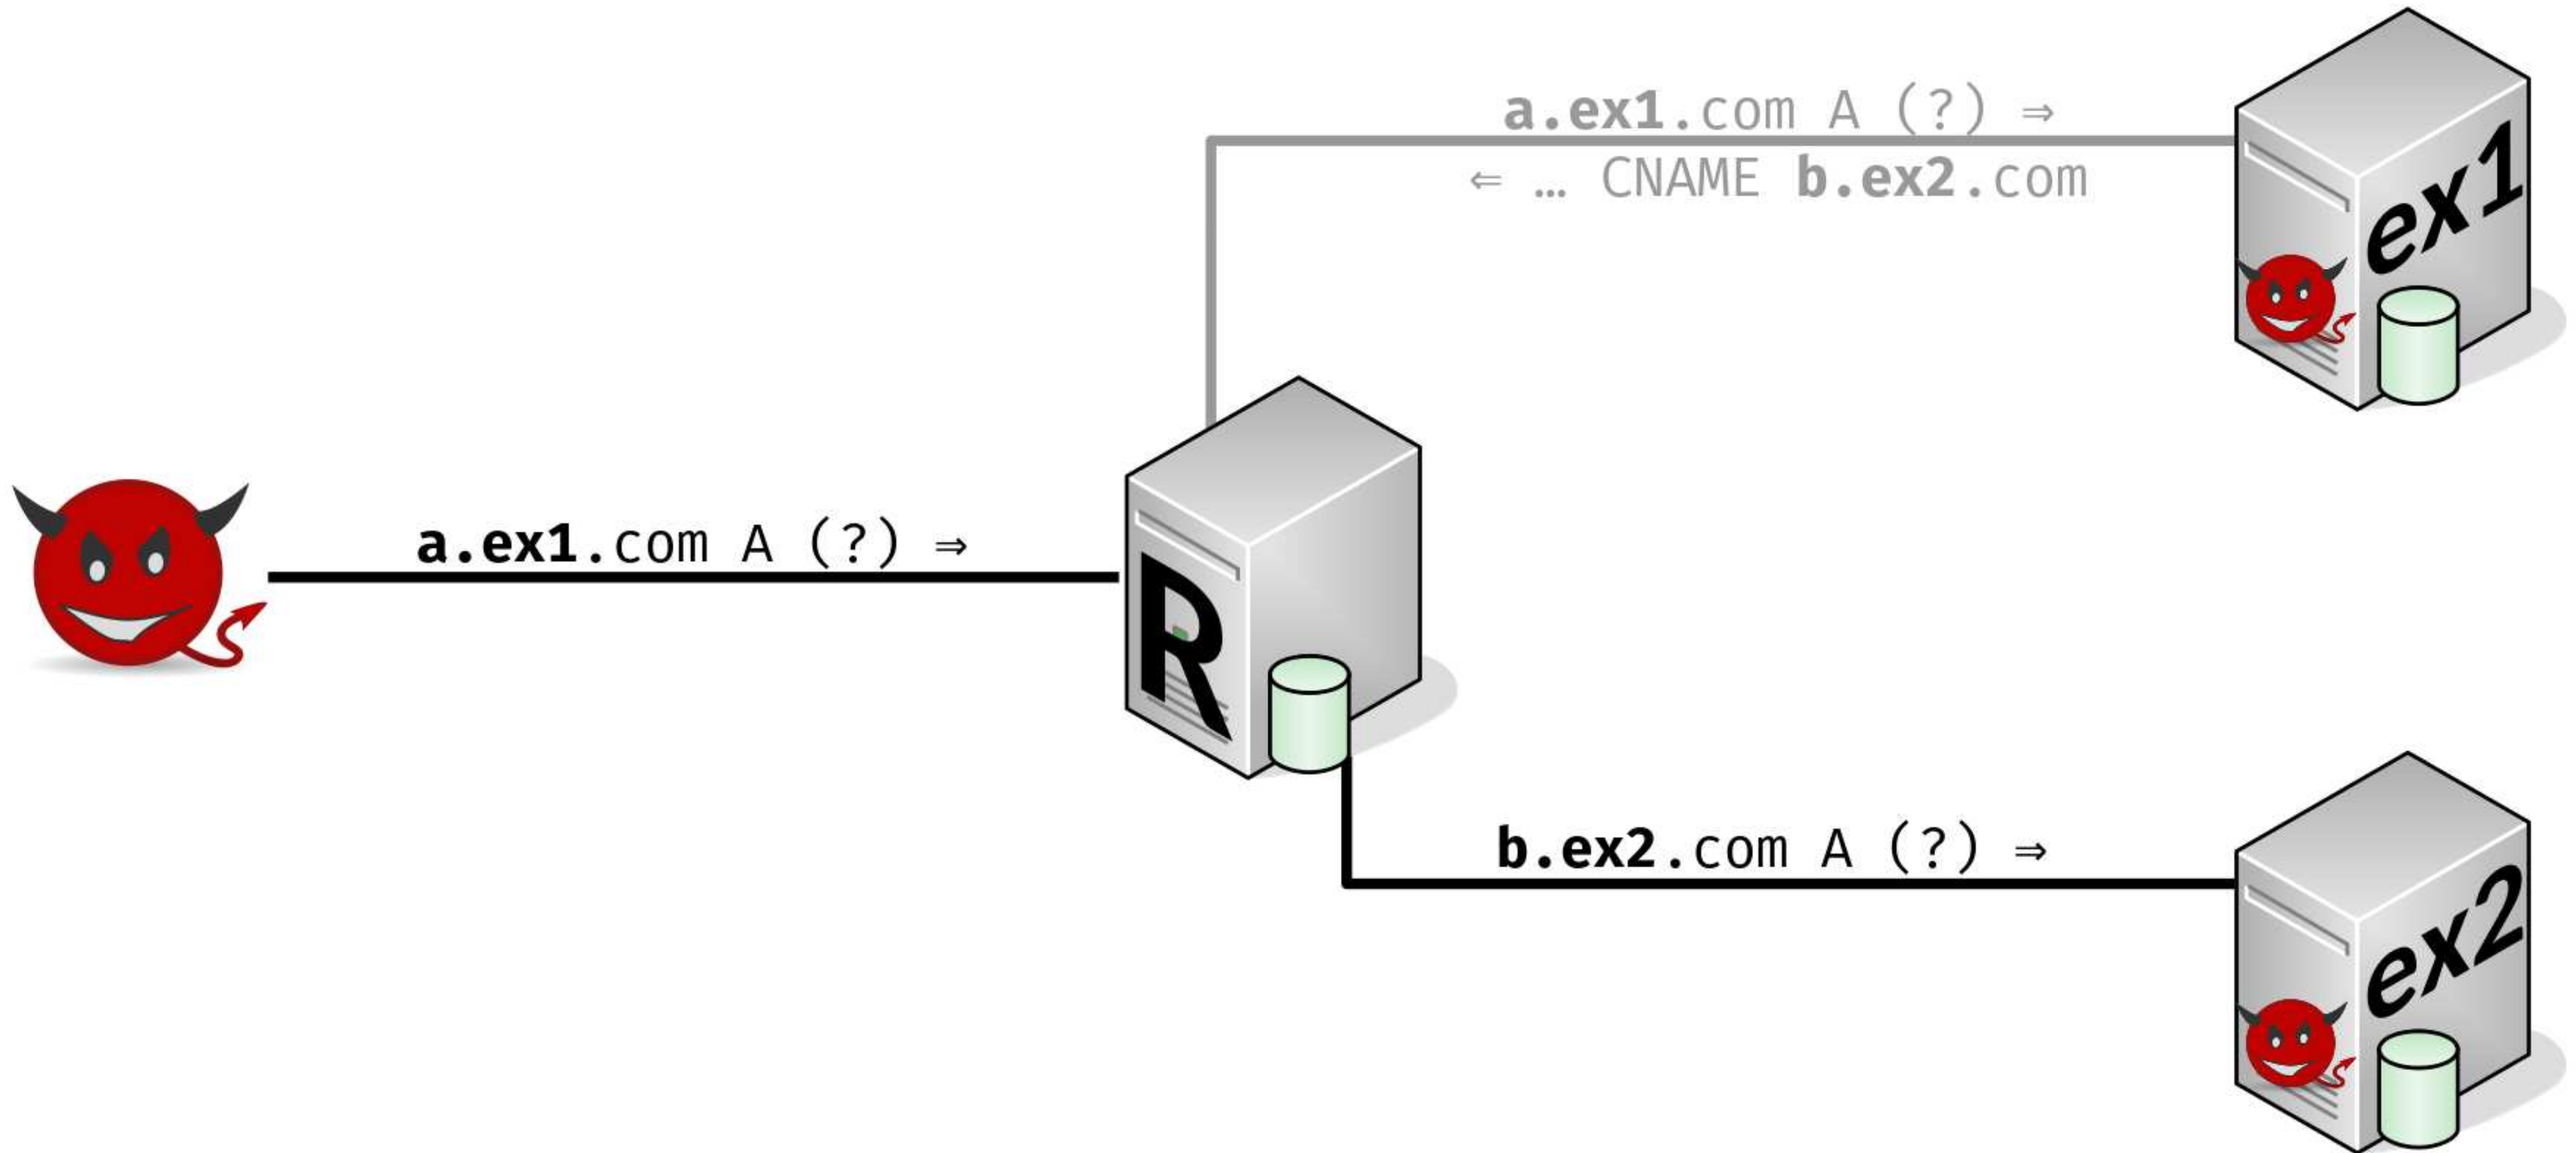 a.ex1.com A (?) ⇒
⇐ … CNAME b.ex2.com
ex1
a.ex1.com A (?) ⇒
R
b.ex2.com A (?) ⇒
ex2